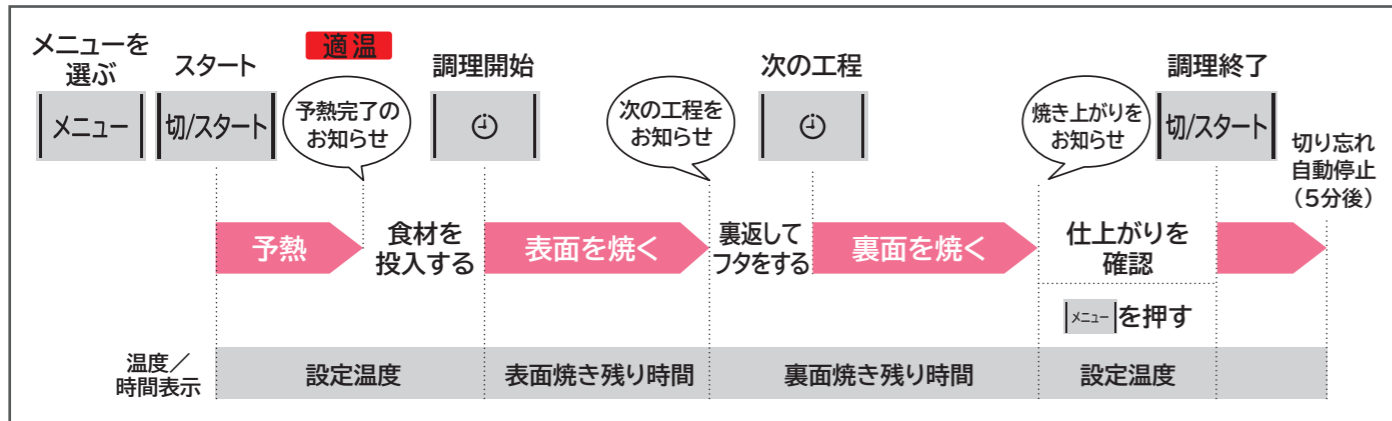 メニューを
選ぶ
メニュー
スタート
切/スタート
適温
予熱完了の
お知らせ
調理開始
次の工程を
お知らせ
次の工程
焼き上がりを
お知らせ
調理終了
切/スタート
切り忘れ
自動停止
(5分後)
予熱
食材を
投入する
表面を焼く
裏返して
フタをする
裏面を焼く
仕上がりを
確認
メニューを押す
温度/
時間表示
設定温度
表面焼き残り時間
裏面焼き残り時間
設定温度